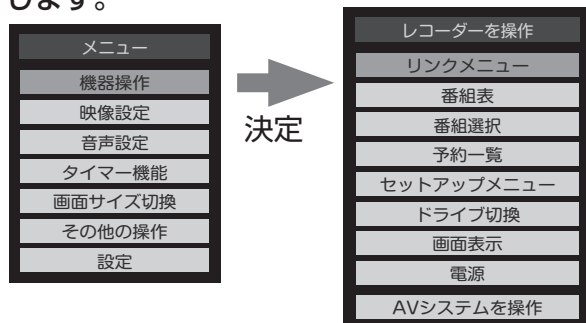 します。
メニュー
機器操作
映像設定
音声設定
タイマー機能
画面サイズ切換
その他の操作
設定
決定
レコーダーを操作
リンクメニュー
番組表
番組選択
予約一覧
セットアップメニュー
ドライブ切換
画面表示
電源
AVシステムを操作